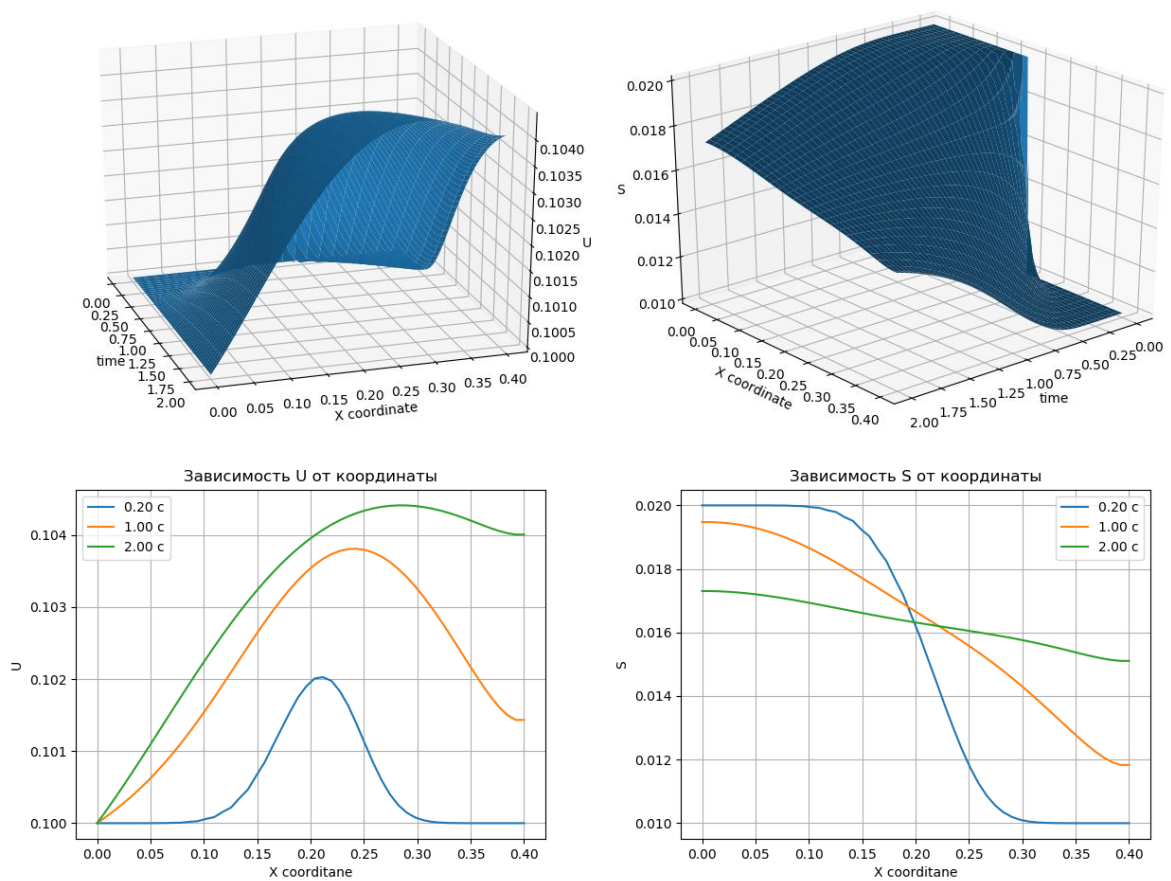 0.1040
0.1035
0.1030
0.1025
U
0.1020
0.1015
0.1010
0.1005
0.1000
0.00
0.25
0.50
0.75
1.00
time
1.25
1.50
1.75
2.00
0.00 0.05 0.10 0.15 0.20 0.25 0.30 0.35 0.40
X coordinate
0.020
0.018
0.016
S
0.014
0.012
0.010
0.00
0.05
0.10
0.15
0.20
0.25
0.30
0.35
0.40
X coordinate
2.00 1.75 1.50 1.25 1.00 0.75 0.50 0.25 0.00
time
Зависимость U от координаты
0.20 с
1.00 с
2.00 с
0.104
0.103
0.102
0.101
0.100
U
0.00 0.05 0.10 0.15 0.20 0.25 0.30 0.35 0.40
X coorditane
Зависимость S от координаты
0.20 с
1.00 с
2.00 с
0.020
0.018
0.016
0.014
0.012
0.010
S
0.00 0.05 0.10 0.15 0.20 0.25 0.30 0.35 0.40
X coorditane